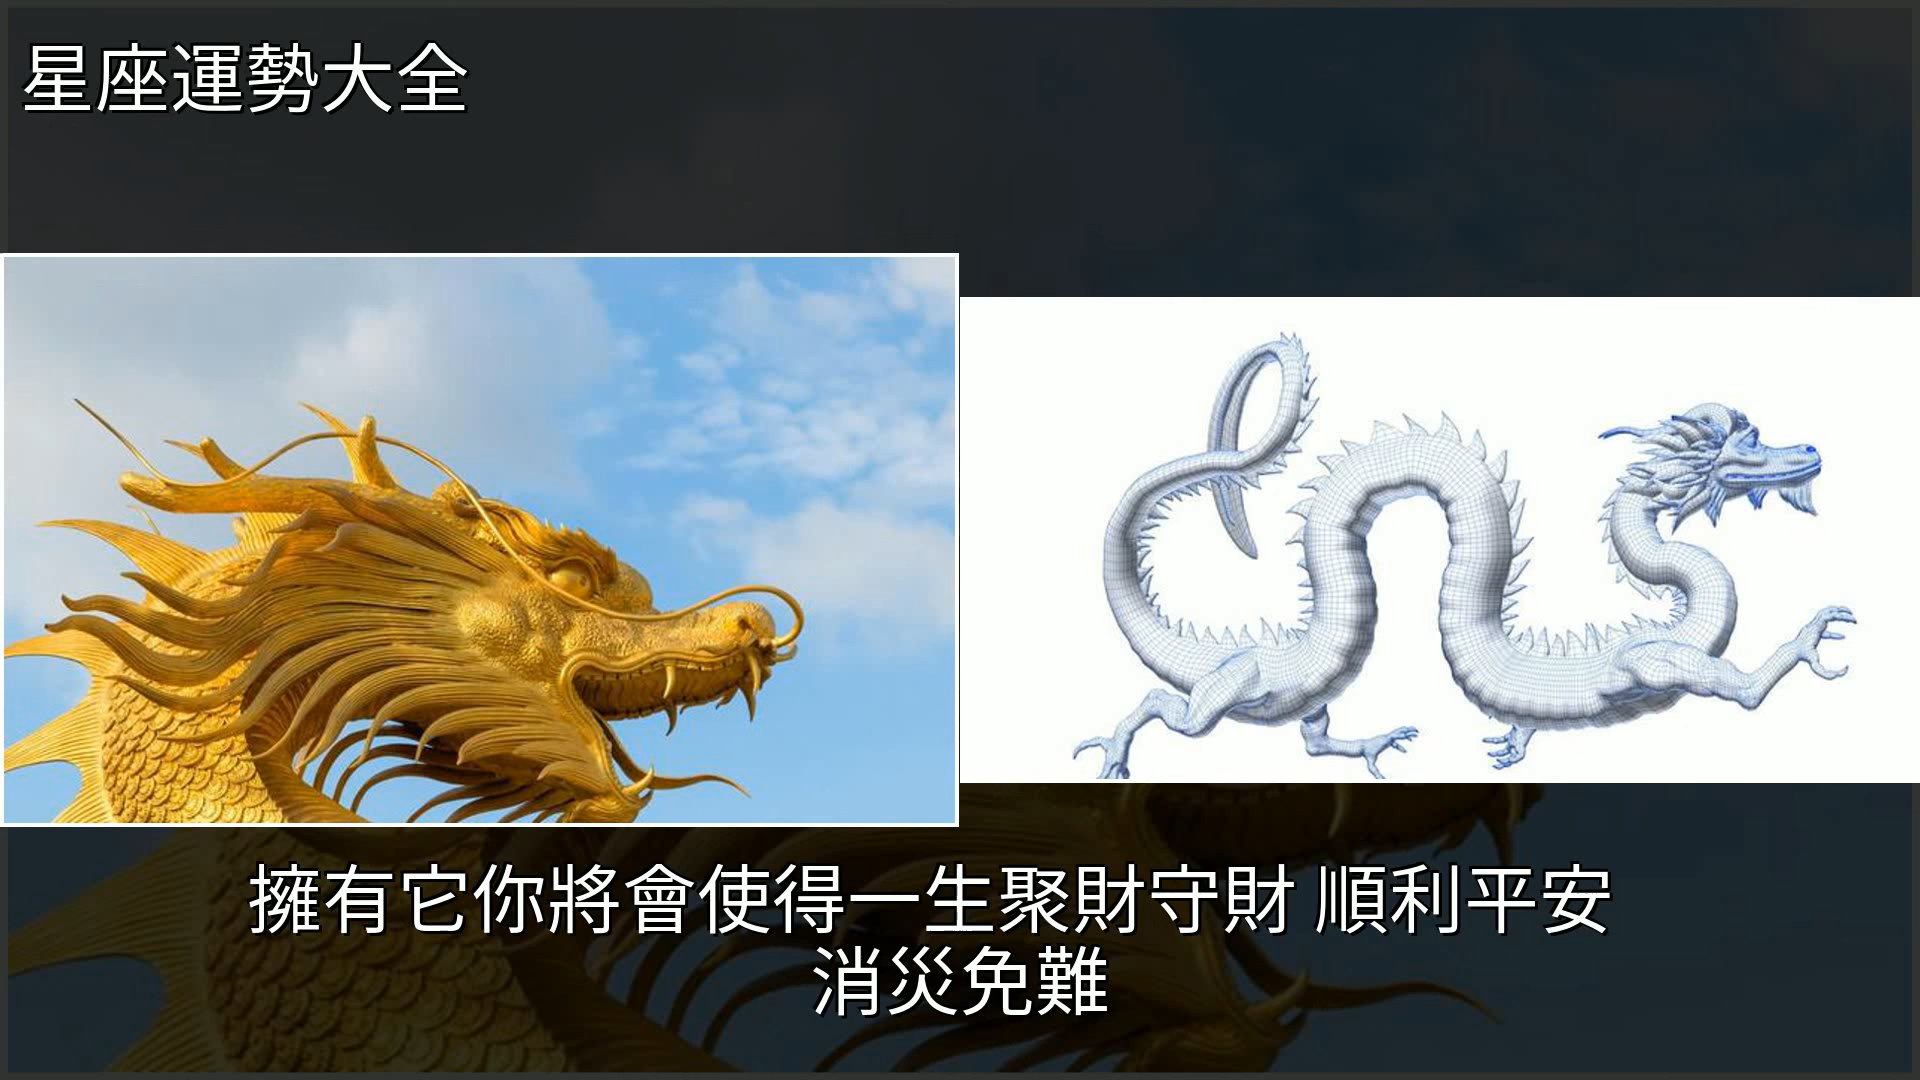 星座運勢大全
擁有它你將會使得一生聚財守財 順利平安
消災免難